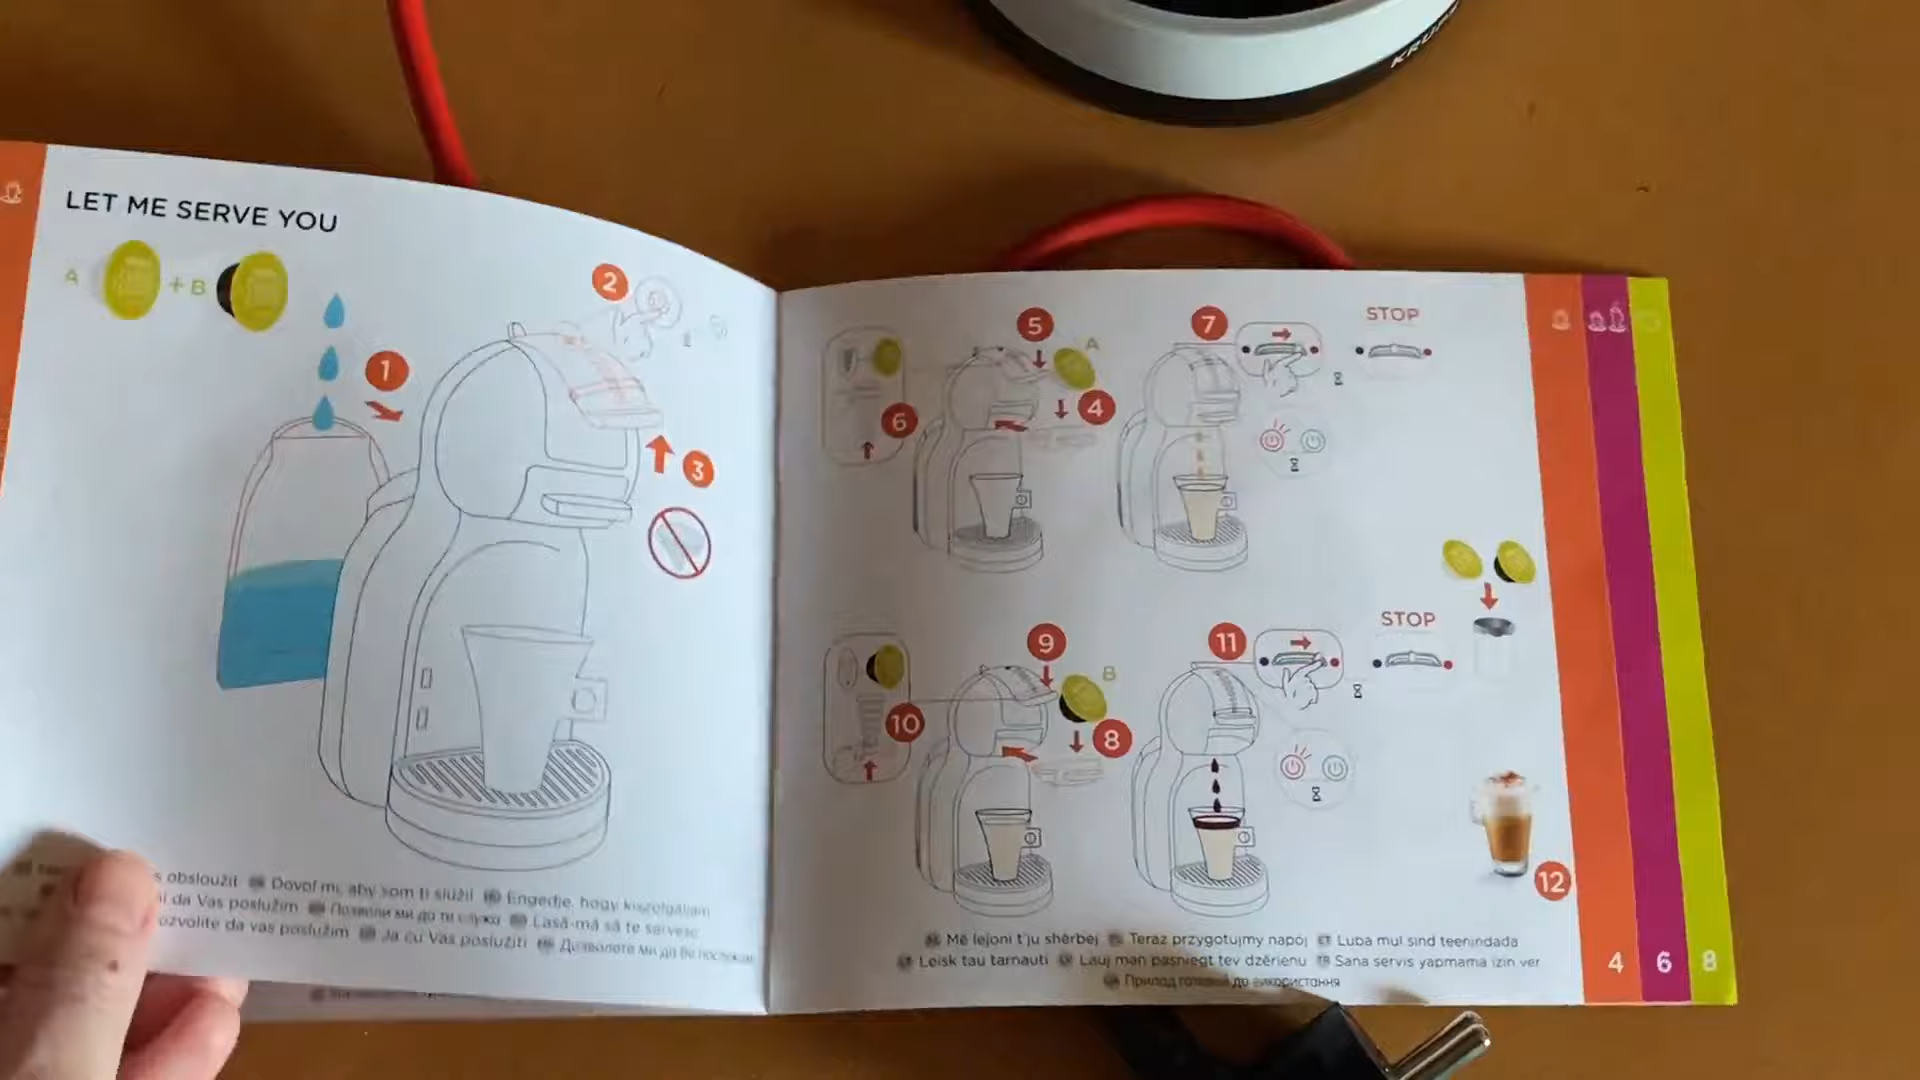 KRUPS
LET ME SERVE YOU
A + B
2
1
3
s obsloužit Dovoľ mi, aby som ti slúžil Engedje, hogy kiszolgáljam
da Vas poslužim Позволи ми да ти служа Lasă-mă să te servesc
ozvolite da vas poslužim Ja ću Vas poslužiti Дозволете ми да Ве послужам
5
A
7
STOP
6
4
9
B
11
STOP
10
8
12
Më lejoni t'ju shërbej Teraz przygotujmy napój Luba mul sind teenindada
Leisk tau tarnauti Lauj man pasniegt tev dzērienu TR Sana servis yapmama izin ver
Прилад готовий до використання
4 6 8